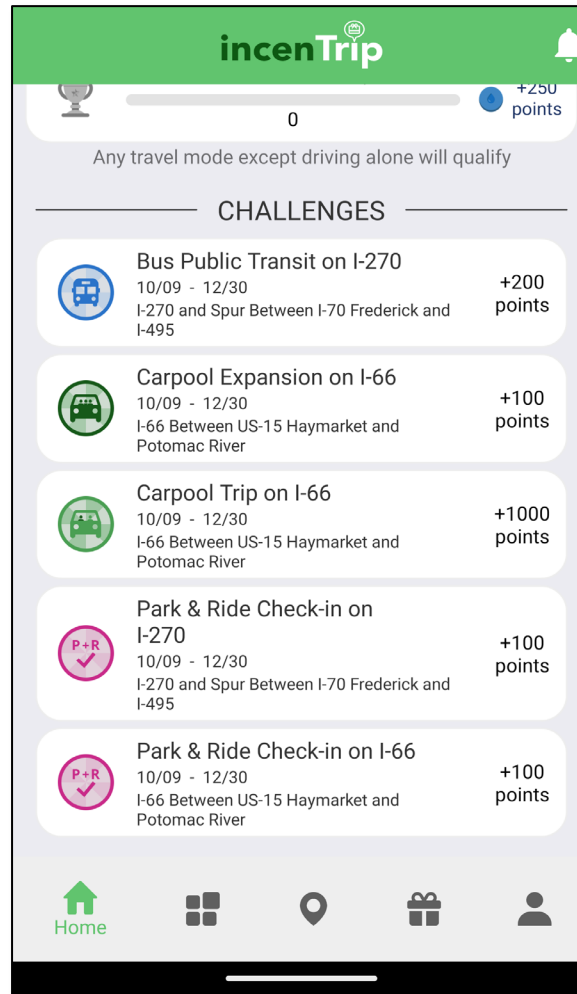 incenTrip
+250
points
0
Any travel mode except driving alone will qualify
CHALLENGES
Bus Public Transit on I-270
10/09 - 12/30
I-270 and Spur Between I-70 Frederick and
I-495
+200
points
Carpool Expansion on I-66
10/09 - 12/30
I-66 Between US-15 Haymarket and
Potomac River
+100
points
Carpool Trip on I-66
10/09 - 12/30
I-66 Between US-15 Haymarket and
Potomac River
+1000
points
P+R
Park & Ride Check-in on
I-270
10/09 - 12/30
I-270 and Spur Between I-70 Frederick and
I-495
+100
points
P+R
Park & Ride Check-in on I-66
10/09 - 12/30
I-66 Between US-15 Haymarket and
Potomac River
+100
points
Home